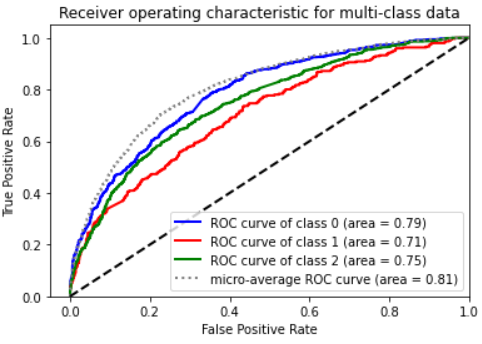 Receiver operating characteristic for multi-class data
True Positive Rate
1.0
0.8
0.6
0.4
0.2
0.0
ROC curve of class 0 (area = 0.79)
ROC curve of class 1 (area = 0.71)
ROC curve of class 2 (area = 0.75)
micro-average ROC curve (area = 0.81)
0.0 0.2 0.4 0.6 0.8 1.0
False Positive Rate